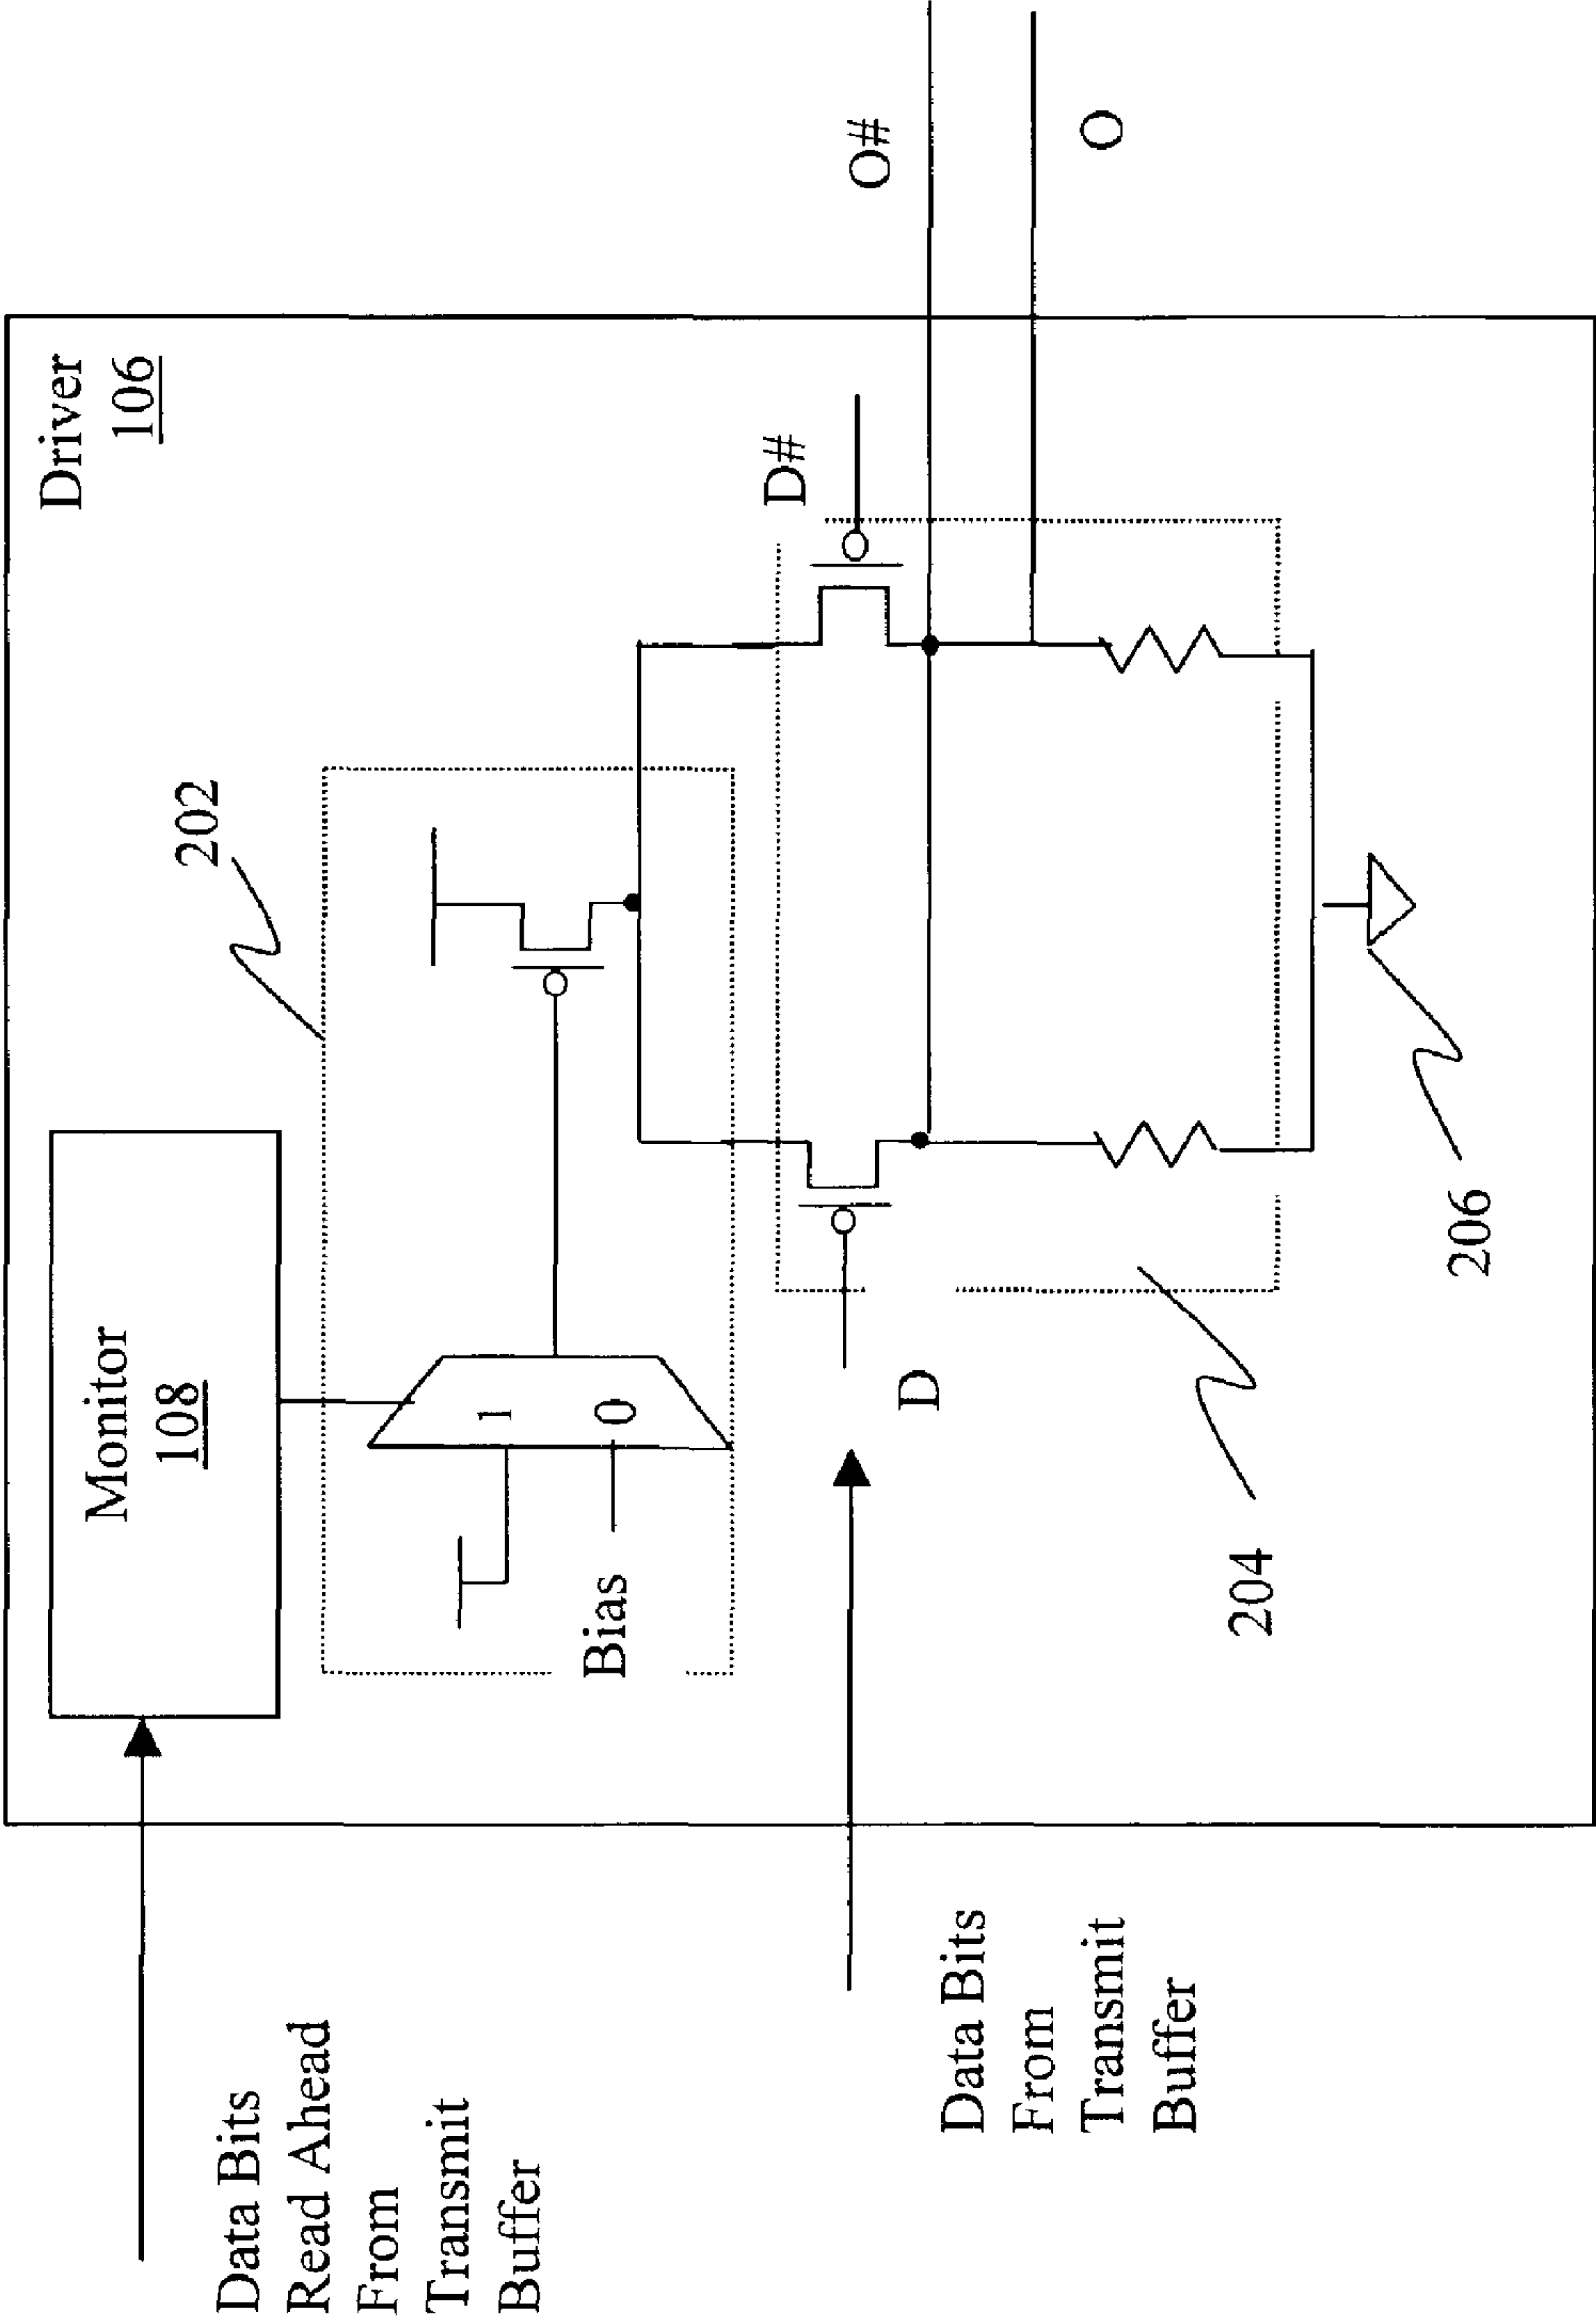 Driver
106
Monitor
108
202
1
0
Bias
D#
O#
O
D
204
206
Data Bits
Read Ahead
From
Transmit
Buffer
Data Bits
From
Transmit
Buffer